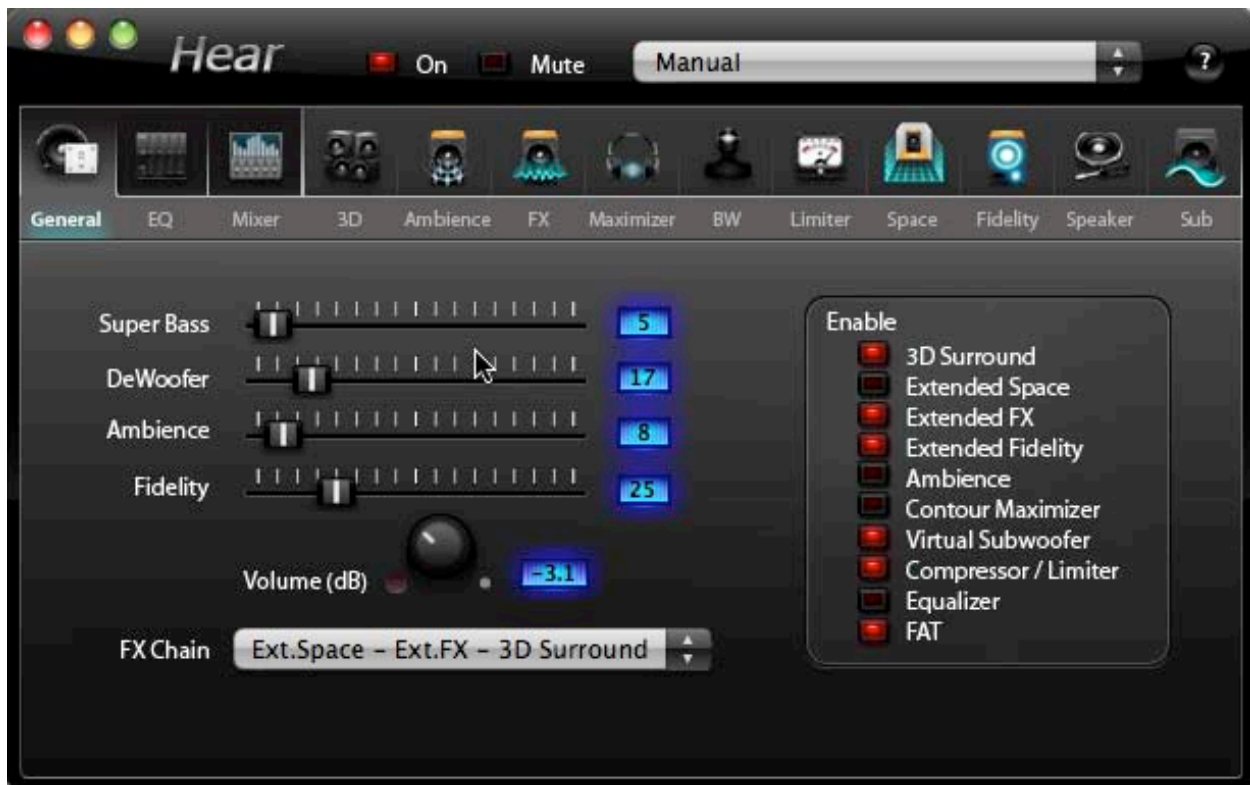 Hear On Mute Manual ?
General EQ Mixer 3D Ambience FX Maximizer BW Limiter Space Fidelity Speaker Sub
Super Bass 5
DeWoofer 17
Ambience 8
Fidelity 25
Volume (dB) -3.1
FX Chain Ext.Space - Ext.FX - 3D Surround
Enable
3D Surround
Extended Space
Extended FX
Extended Fidelity
Ambience
Contour Maximizer
Virtual Subwoofer
Compressor / Limiter
Equalizer
FAT